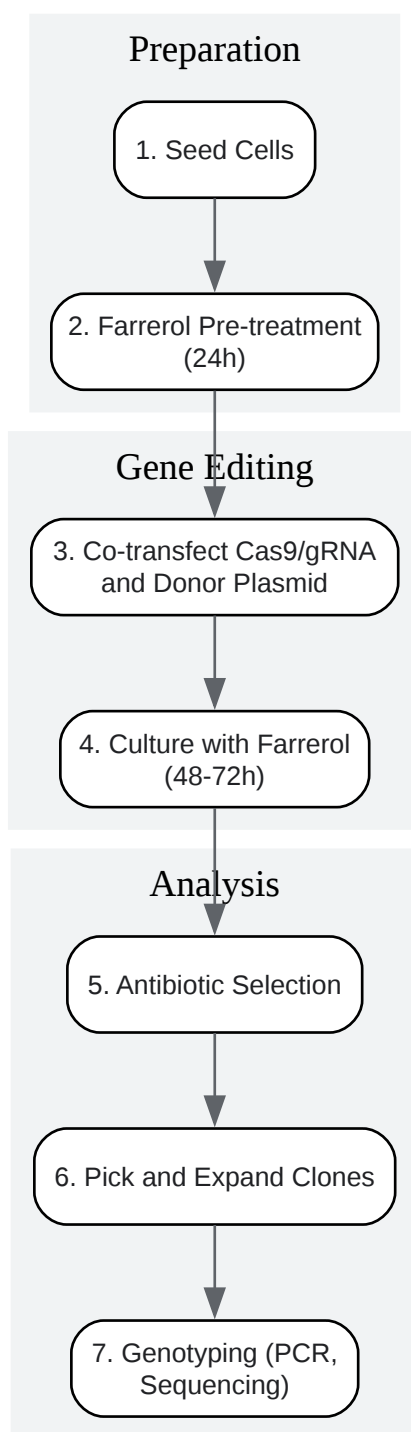 Preparation
1. Seed Cells
2. Farrerol Pre-treatment
(24h)
Gene Editing
3. Co-transfect Cas9/gRNA
and Donor Plasmid
4. Culture with Farrerol
(48-72h)
Analysis
5. Antibiotic Selection
6. Pick and Expand Clones
7. Genotyping (PCR,
Sequencing)